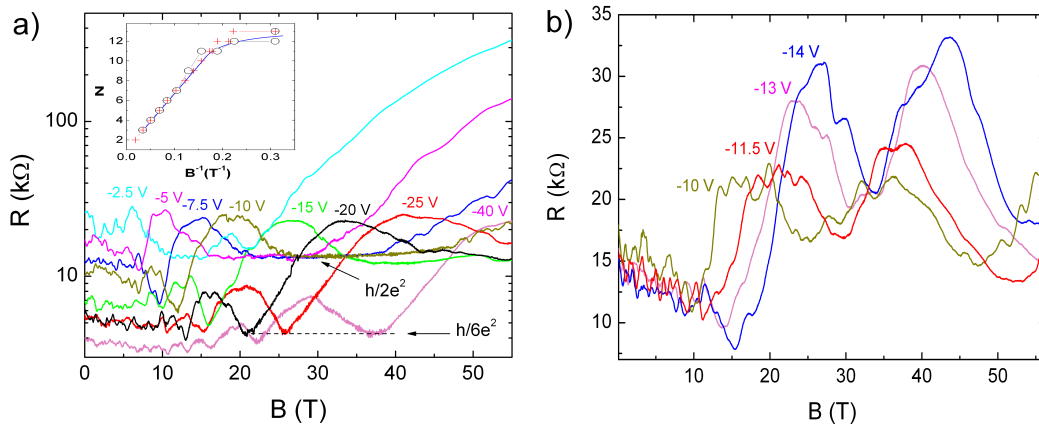 a)
R (kΩ)
100
10
N
12
10
8
6
4
2
0.0 0.1 0.2 0.3
B⁻¹(T⁻¹)
-2.5 V
-5 V
-7.5 V
-10 V
-15 V
-20 V
-25 V
-40 V
h/2e²
h/6e²
0 10 20 30 40 50
B (T)
b)
R (kΩ)
35
30
25
20
15
10
-14 V
-13 V
-11.5 V
-10 V
10 20 30 40 50
B (T)